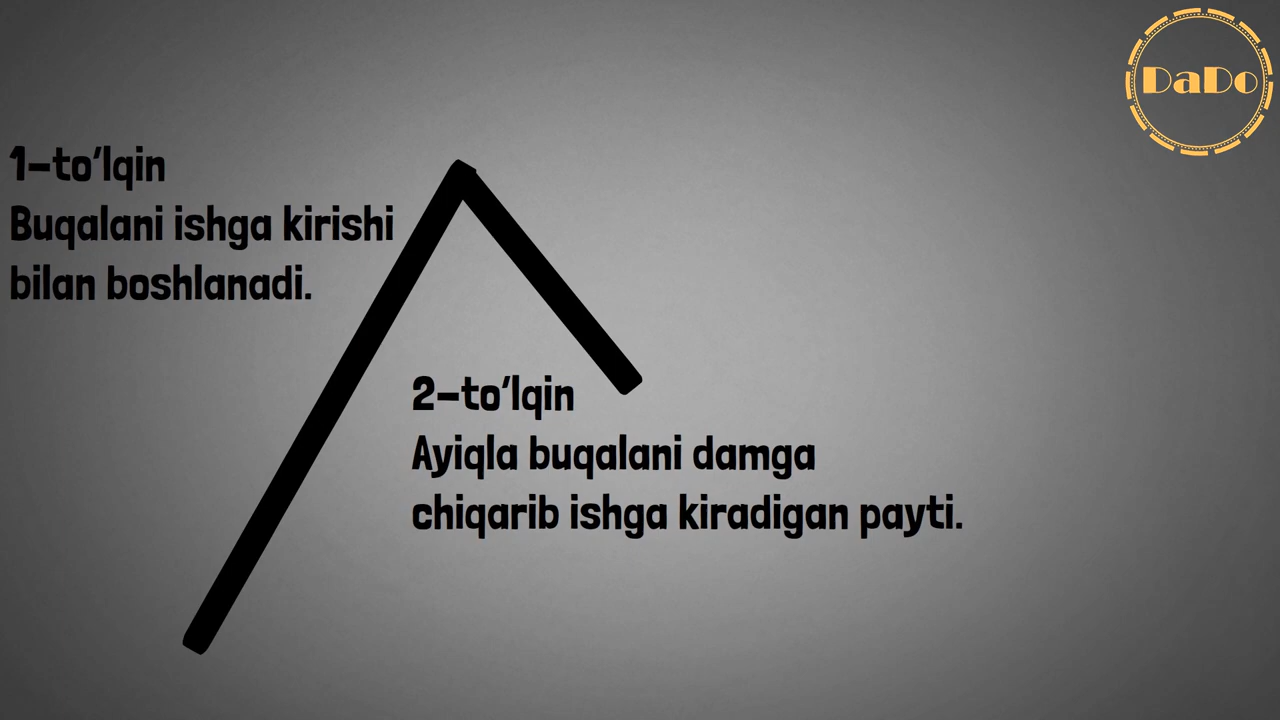 DaDo
1-to'lqin
Buqalani ishga kirishi
bilan boshlanadi.
2-to'lqin
Ayiqla buqalani damga
chiqarib ishga kiradigan payti.